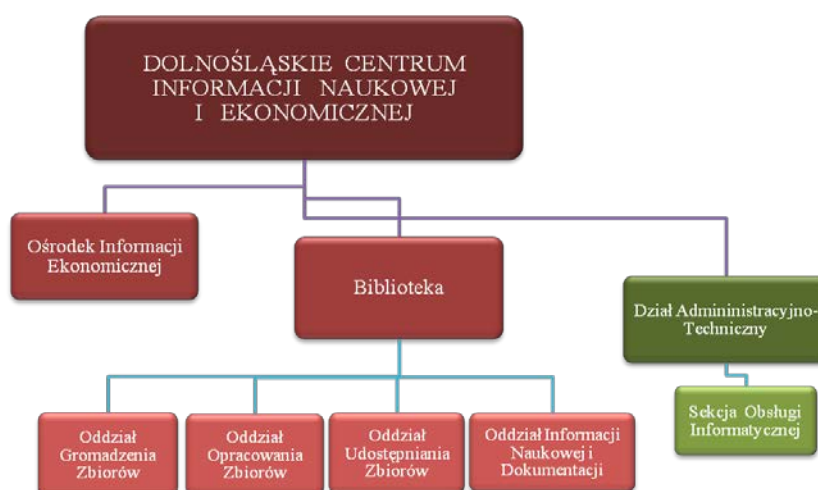 DOLNOŚLĄSKIE CENTRUM
INFORMACJI NAUKOWEJ
I EKONOMICZNEJ
Ośrodek Informacji
Ekonomicznej
Biblioteka
Dział Admininistracyjno-
Techniczny
Oddział
Gromadzenia
Zbiorów
Oddział
Opracowania
Zbiorów
Oddział
Udostępniania
Zbiorów
Oddział Informacji
Naukowej i
Dokumentacji
Sekcja Obsługi
Informatycznej